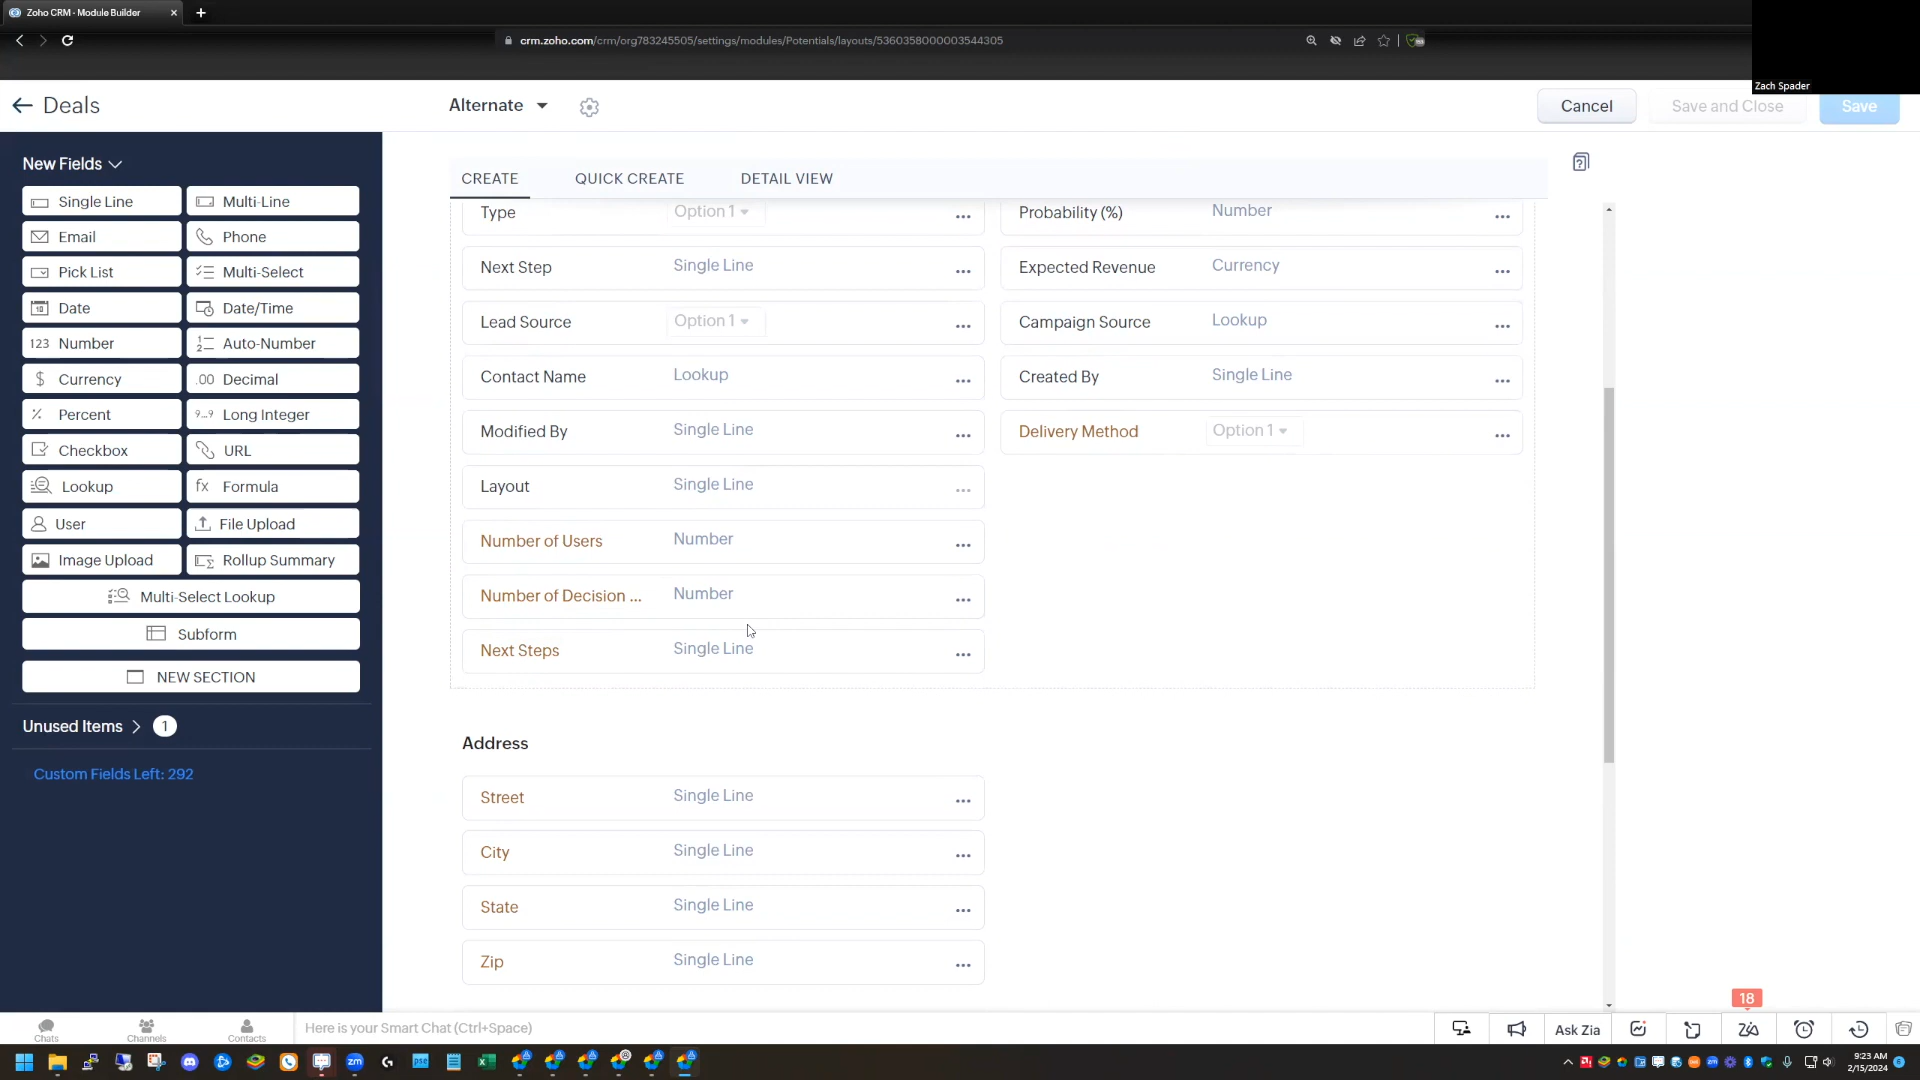 Zoho CRM - Module Builder
crm.zoho.com/crm/org783245505/settings/modules/Potentials/layouts/5360358000003544305
Zach Spader
Deals
Alternate
Cancel
Save and Close
Save
New Fields
Single Line
Multi-Line
Email
Phone
Pick List
Multi-Select
Date
Date/Time
123 Number
Auto-Number
$ Currency
.00 Decimal
% Percent
9...9 Long Integer
Checkbox
URL
Lookup
fx Formula
User
File Upload
Image Upload
Rollup Summary
Multi-Select Lookup
Subform
NEW SECTION
Unused Items 1
Custom Fields Left: 292
CREATE
QUICK CREATE
DETAIL VIEW
Type Option 1 ...
Probability (%) Number ...
Next Step Single Line ...
Expected Revenue Currency ...
Lead Source Option 1 ...
Campaign Source Lookup ...
Contact Name Lookup ...
Created By Single Line ...
Modified By Single Line ...
Delivery Method Option 1 ...
Layout Single Line ...
Number of Users Number ...
Number of Decision ... Number ...
Next Steps Single Line ...
Address
Street Single Line ...
City Single Line ...
State Single Line ...
Zip Single Line ...
Chats
Channels
Contacts
Here is your Smart Chat (Ctrl+Space)
18
Ask Zia
9:23 AM
2/15/2024